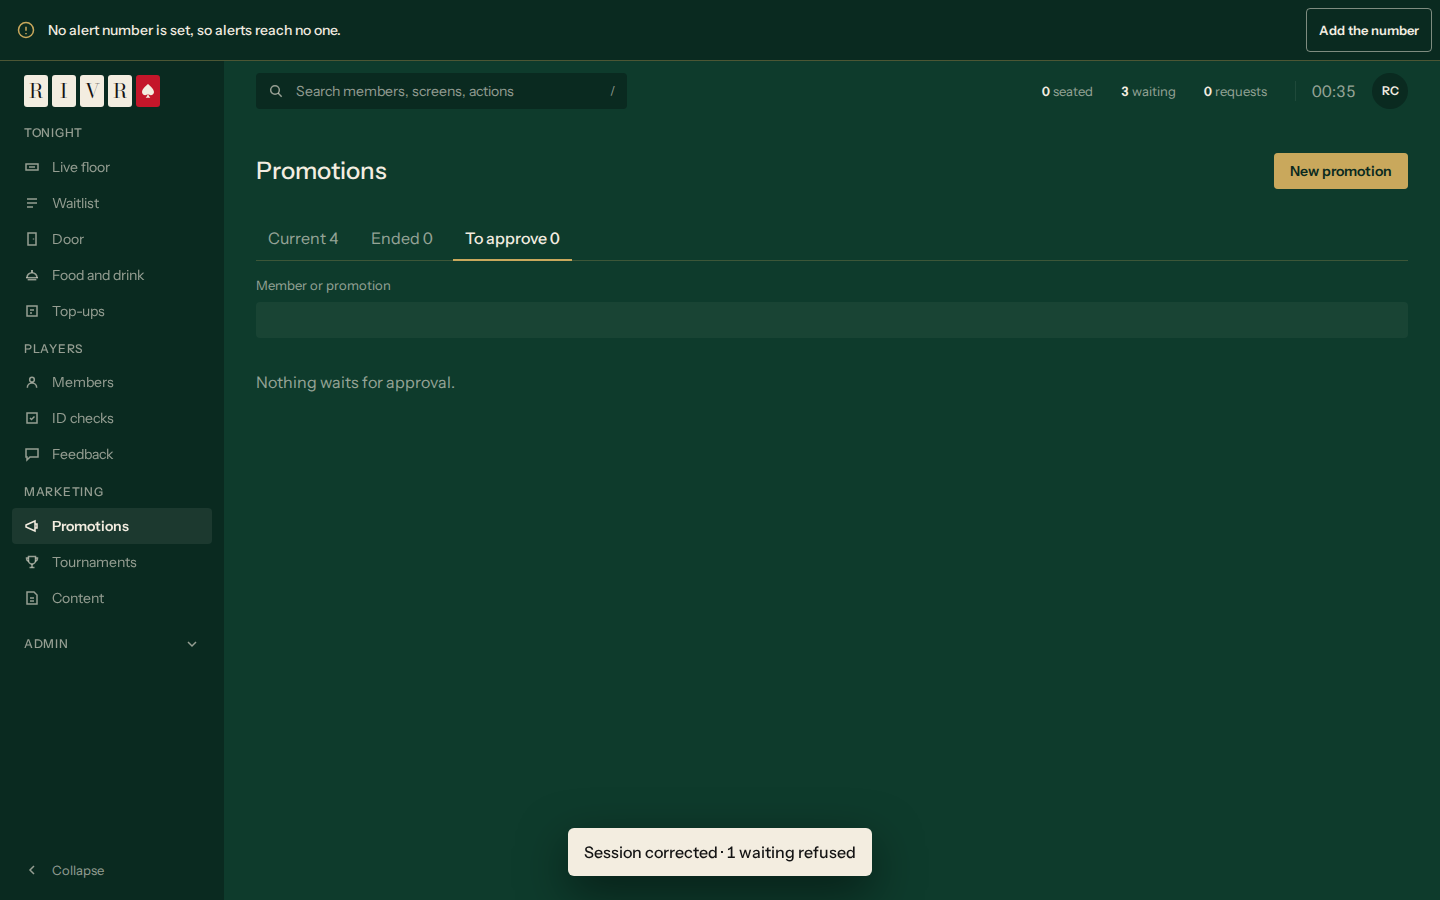 No alert number is set, so alerts reach no one.
Add the number
RIVR
Search members, screens, actions /
0 seated 3 waiting 0 requests 00:35 RC
TONIGHT
Live floor
Waitlist
Door
Food and drink
Top-ups
PLAYERS
Members
ID checks
Feedback
MARKETING
Promotions
Tournaments
Content
ADMIN
Collapse
Promotions
New promotion
Current 4 Ended 0 To approve 0
Member or promotion
Nothing waits for approval.
Session corrected · 1 waiting refused